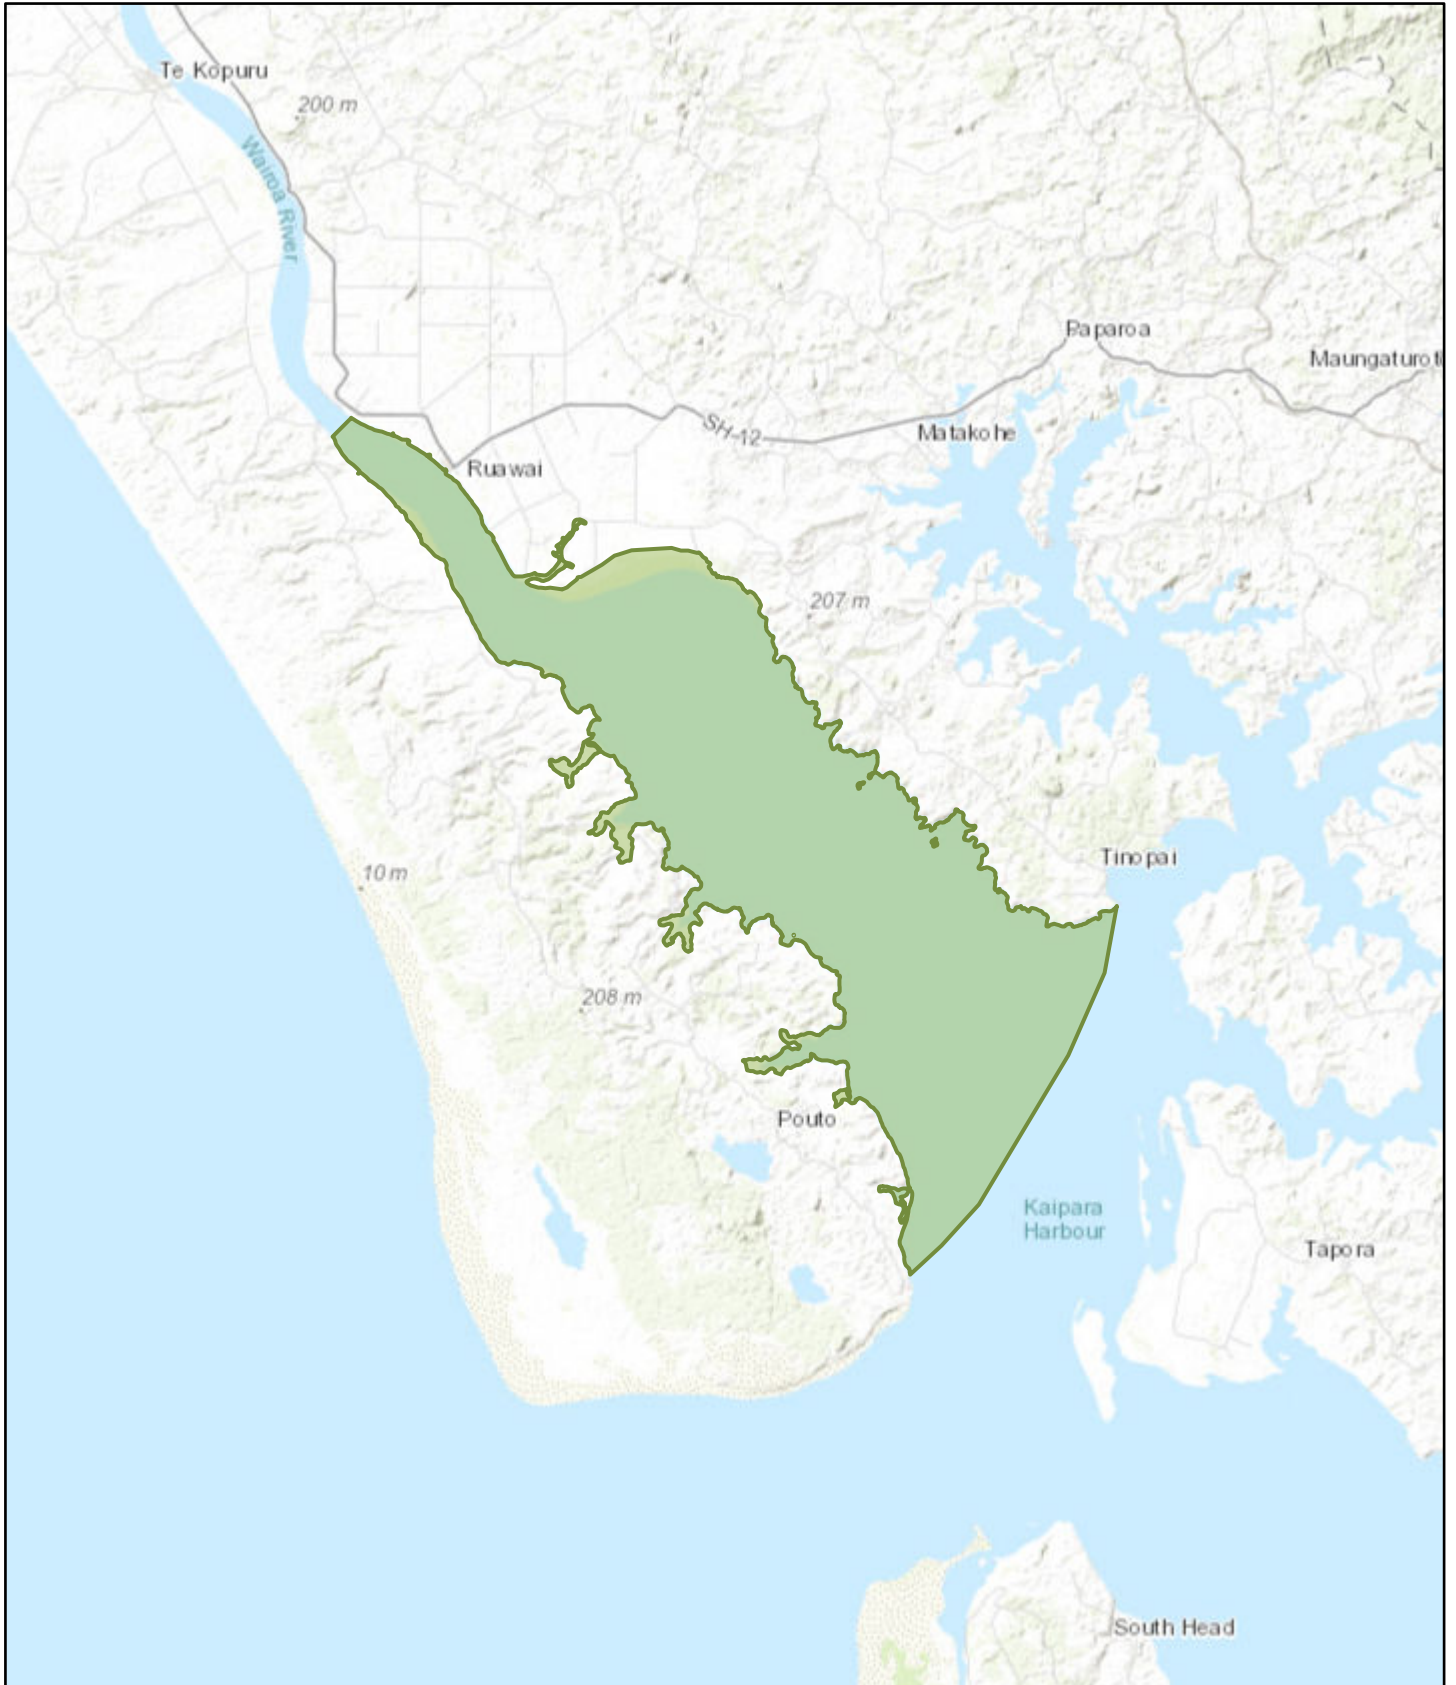 Te Kopuru
200 m
Wairoa River
Paparoa
Maungaturot
SH-12
Matakohe
Ruawai
207 m
Tinopai
10 m
208 m
Pouto
Kaipara
Harbour
Tapora
South Head